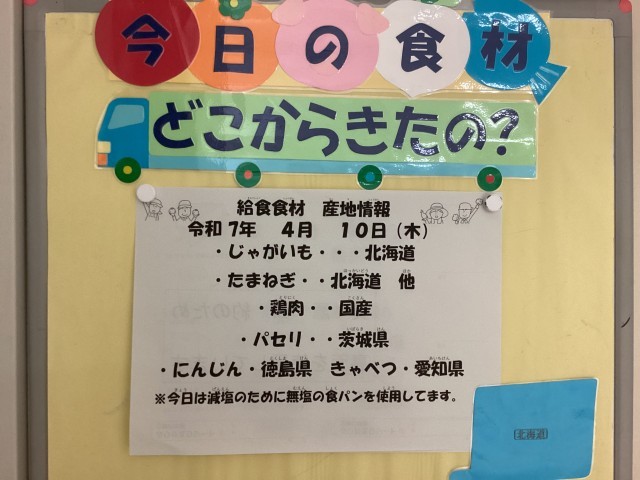 今日の食材
どこからきたの?
給食食材　産地情報
令和７年　４月　１０日（木）
・じゃがいも・・・北海道
・たまねぎ・・北海道　他
・鶏肉・・国産
・パセリ・・茨城県
・にんじん・徳島県　きゃべつ・愛知県
※今日は減塩のために無塩の食パンを使用してます。
北海道